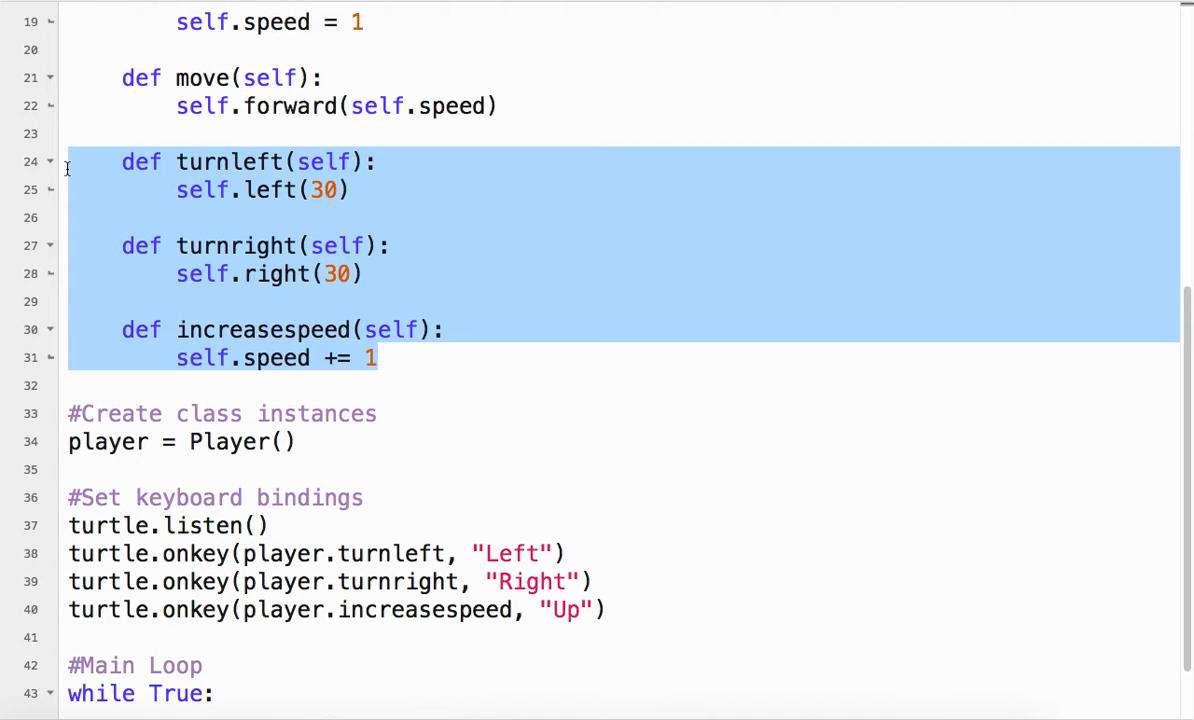 19 self.speed = 1
20
21 def move(self):
22 self.forward(self.speed)
23
24 def turnleft(self):
25 self.left(30)
26
27 def turnright(self):
28 self.right(30)
29
30 def increasespeed(self):
31 self.speed += 1
32
33 #Create class instances
34 player = Player()
35
36 #Set keyboard bindings
37 turtle.listen()
38 turtle.onkey(player.turnleft, "Left")
39 turtle.onkey(player.turnright, "Right")
40 turtle.onkey(player.increasespeed, "Up")
41
42 #Main Loop
43 while True: